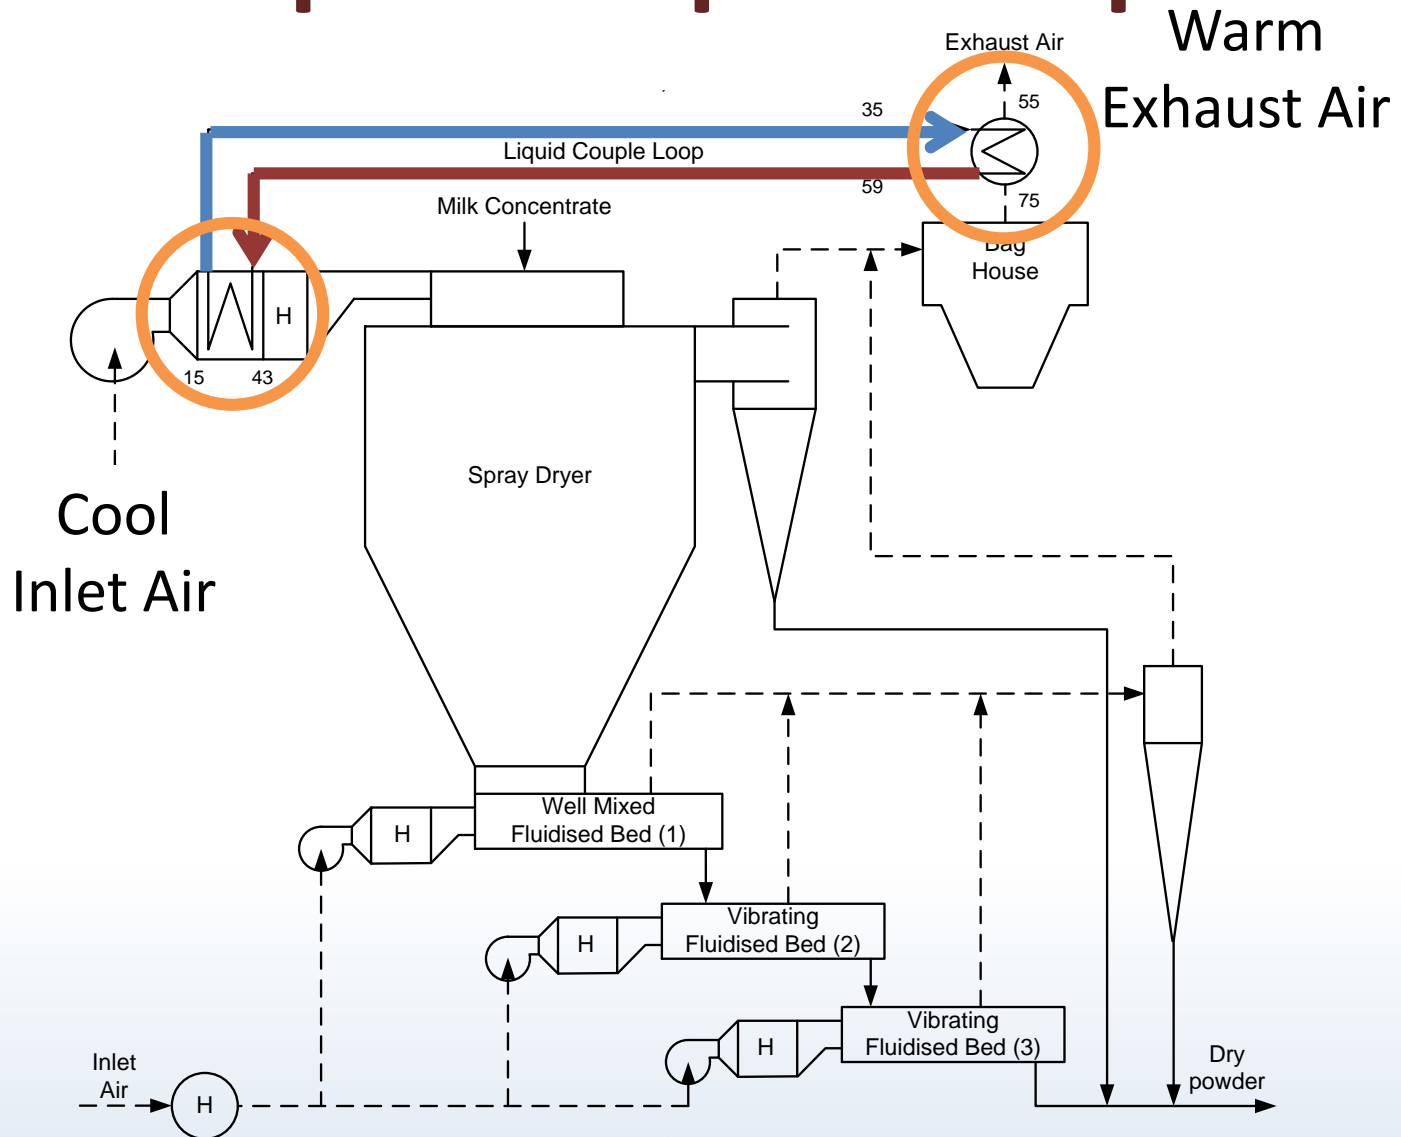 Exhaust Air
Warm
Exhaust Air
55
35
Liquid Couple Loop
59
75
Milk Concentrate
Bag
House
H
15
43
Spray Dryer
Cool
Inlet Air
Well Mixed
Fluidised Bed (1)
H
Vibrating
Fluidised Bed (2)
H
Vibrating
Fluidised Bed (3)
H
Inlet
Air
H
Dry
powder